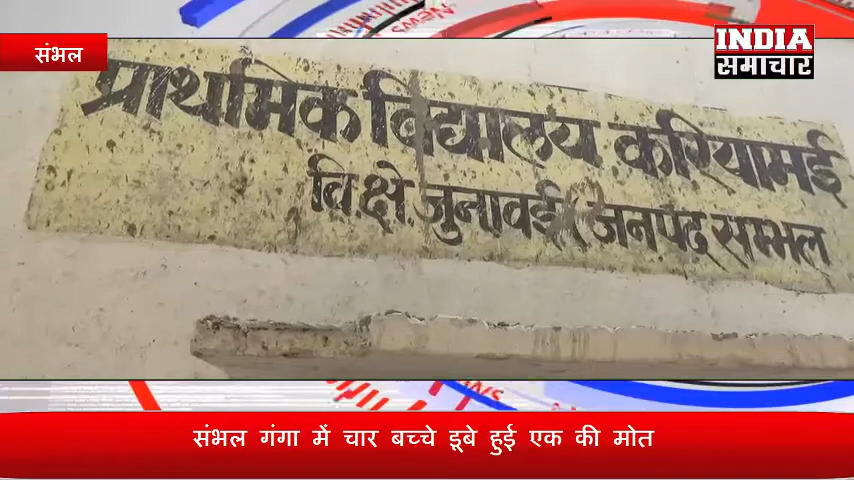 संभल
INDIA
समाचार
प्राथमिक विद्यालय करियामई
वि.क्षे. जुनावई (जनपद सम्भल
संभल गंगा में चार बच्चे डूबे हुई एक की मोत